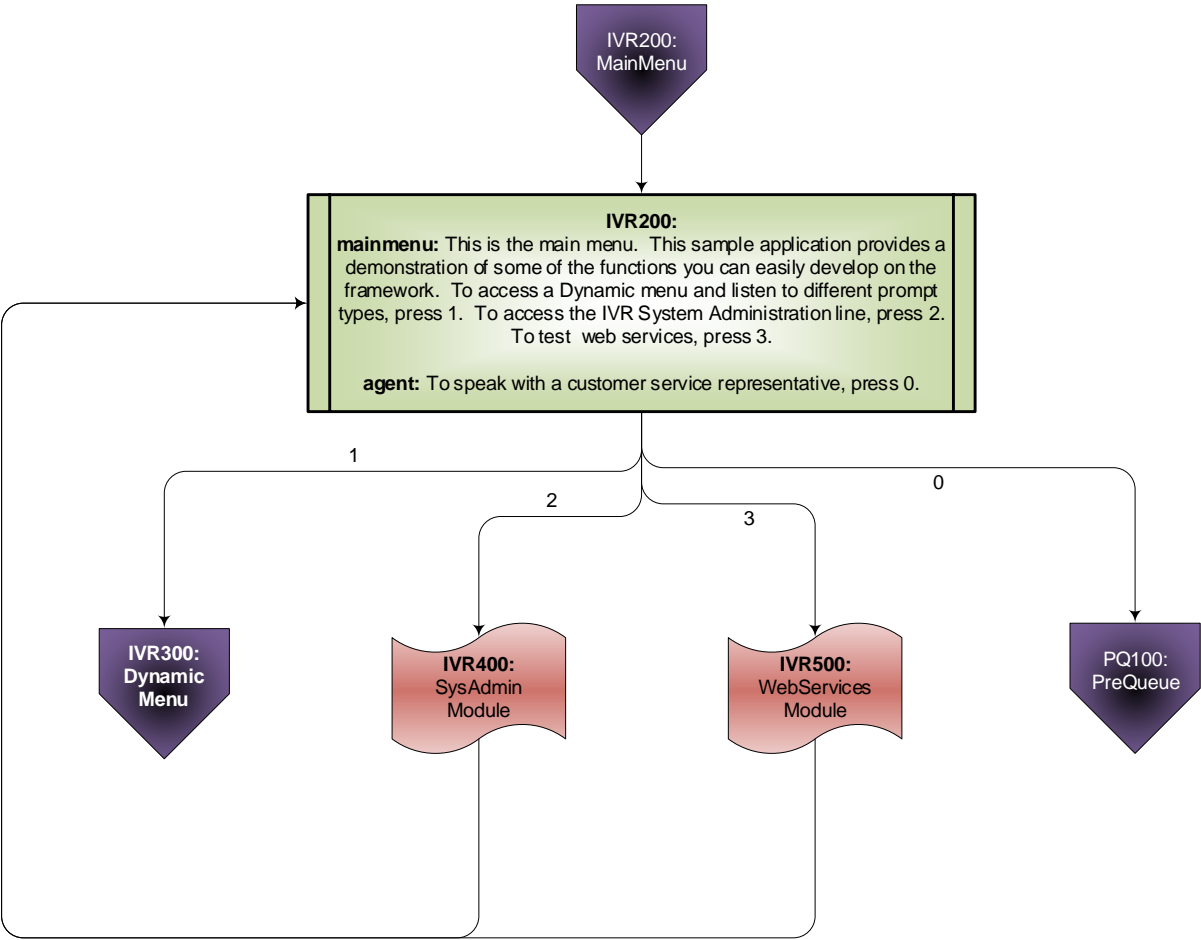 IVR200:
MainMenu
IVR200:
mainmenu: This is the main menu. This sample application provides a
demonstration of some of the functions you can easily develop on the
framework. To access a Dynamic menu and listen to different prompt
types, press 1. To access the IVR System Administration line, press 2.
To test web services, press 3.
agent: To speak with a customer service representative, press 0.
1
2
3
0
IVR300:
Dynamic
Menu
IVR400:
SysAdmin
Module
IVR500:
WebServices
Module
PQ100:
PreQueue